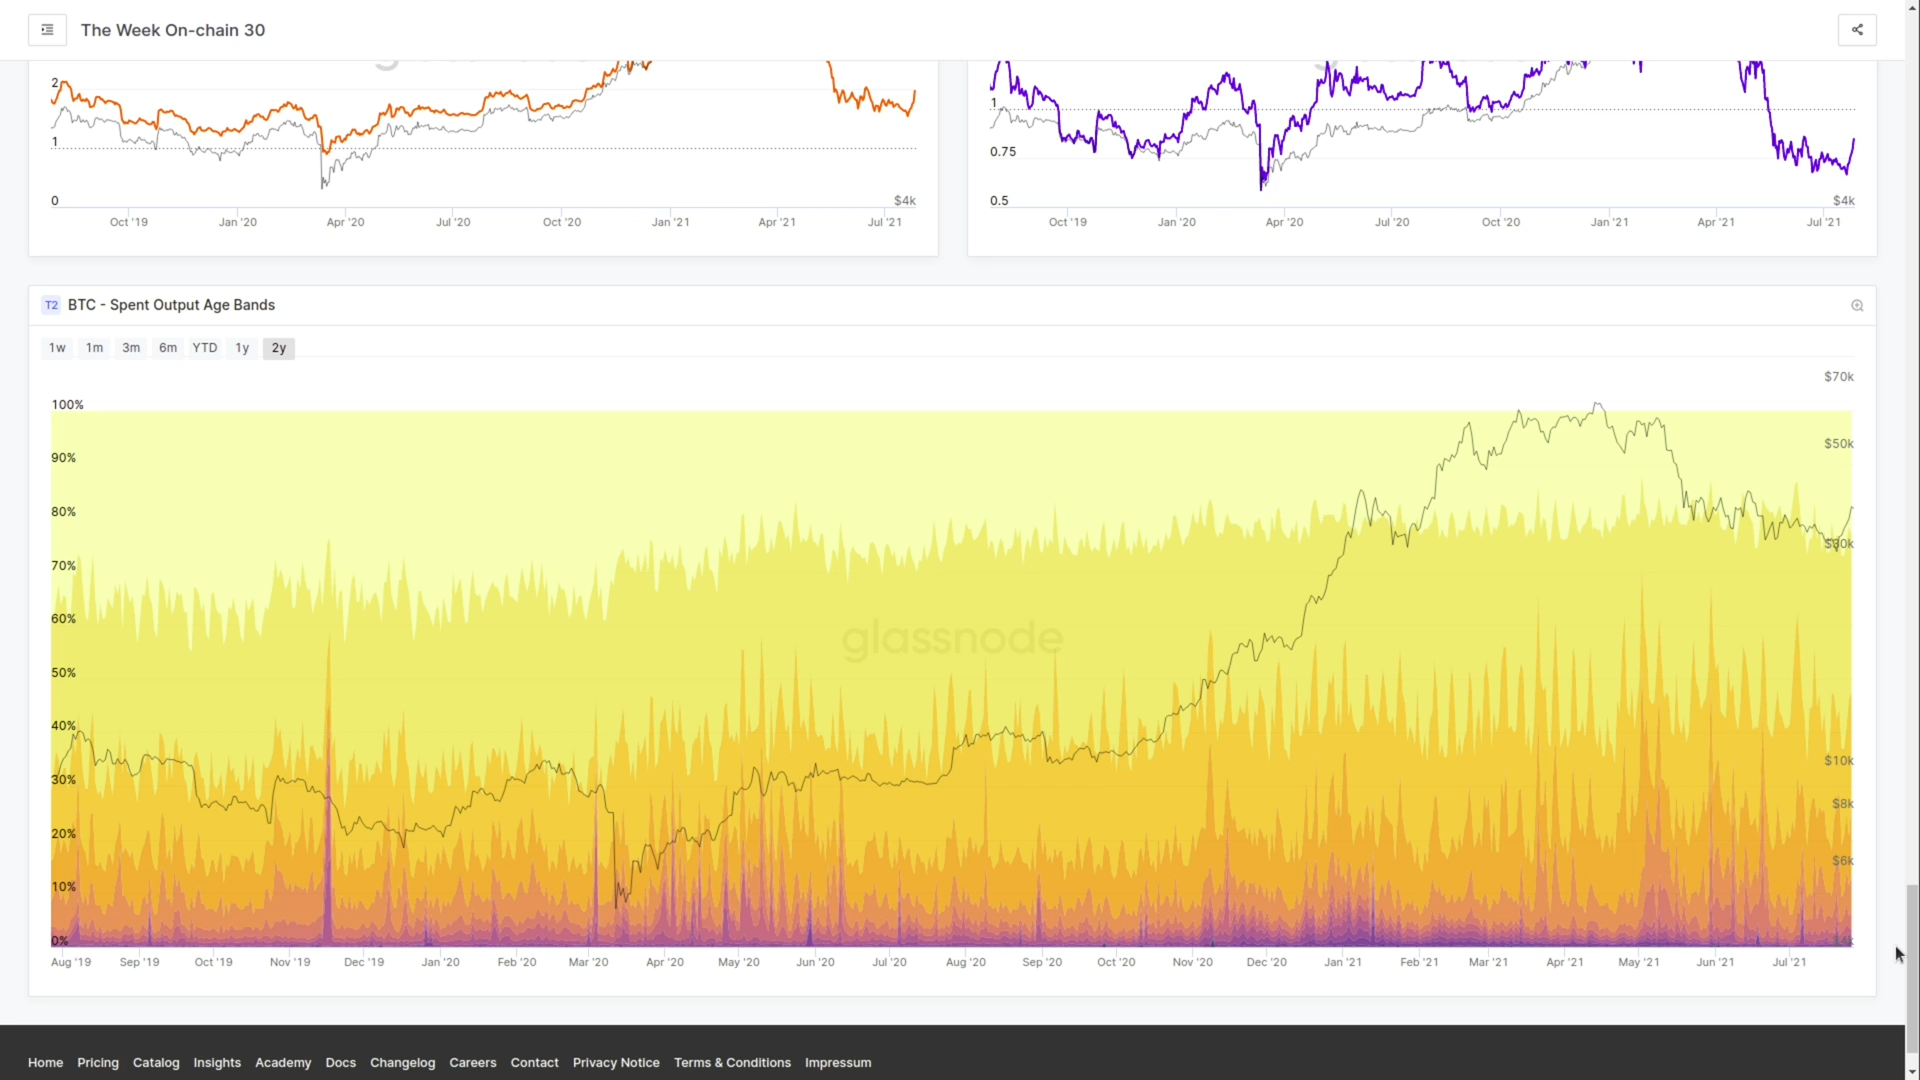 The Week On-chain 30
2
1
0
$4k
Oct '19 Jan '20 Apr '20 Jul '20 Oct '20 Jan '21 Apr '21 Jul '21
1
0.75
0.5
$4k
Oct '19 Jan '20 Apr '20 Jul '20 Oct '20 Jan '21 Apr '21 Jul '21
T2 BTC - Spent Output Age Bands
1w 1m 3m 6m YTD 1y 2y
$70k
100%
$50k
90%
80%
$30k
70%
60%
glassnode
50%
40%
$10k
30%
$8k
20%
$6k
10%
0%
Aug '19 Sep '19 Oct '19 Nov '19 Dec '19 Jan '20 Feb '20 Mar '20 Apr '20 May '20 Jun '20 Jul '20 Aug '20 Sep '20 Oct '20 Nov '20 Dec '20 Jan '21 Feb '21 Mar '21 Apr '21 May '21 Jun '21 Jul '21
Home Pricing Catalog Insights Academy Docs Changelog Careers Contact Privacy Notice Terms & Conditions Impressum